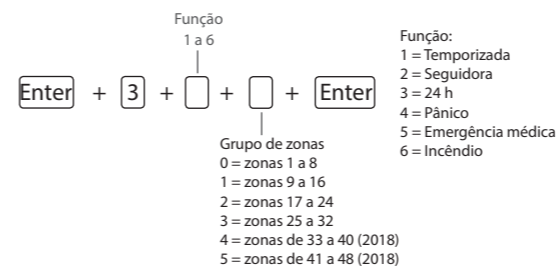 Função
1 a 6
Enter + 3 + + + Enter
Grupo de zonas
0 = zonas 1 a 8
1 = zonas 9 a 16
2 = zonas 17 a 24
3 = zonas 25 a 32
4 = zonas de 33 a 40 (2018)
5 = zonas de 41 a 48 (2018)
Função:
1 = Temporizada
2 = Seguidora
3 = 24 h
4 = Pânico
5 = Emergência médica
6 = Incêndio